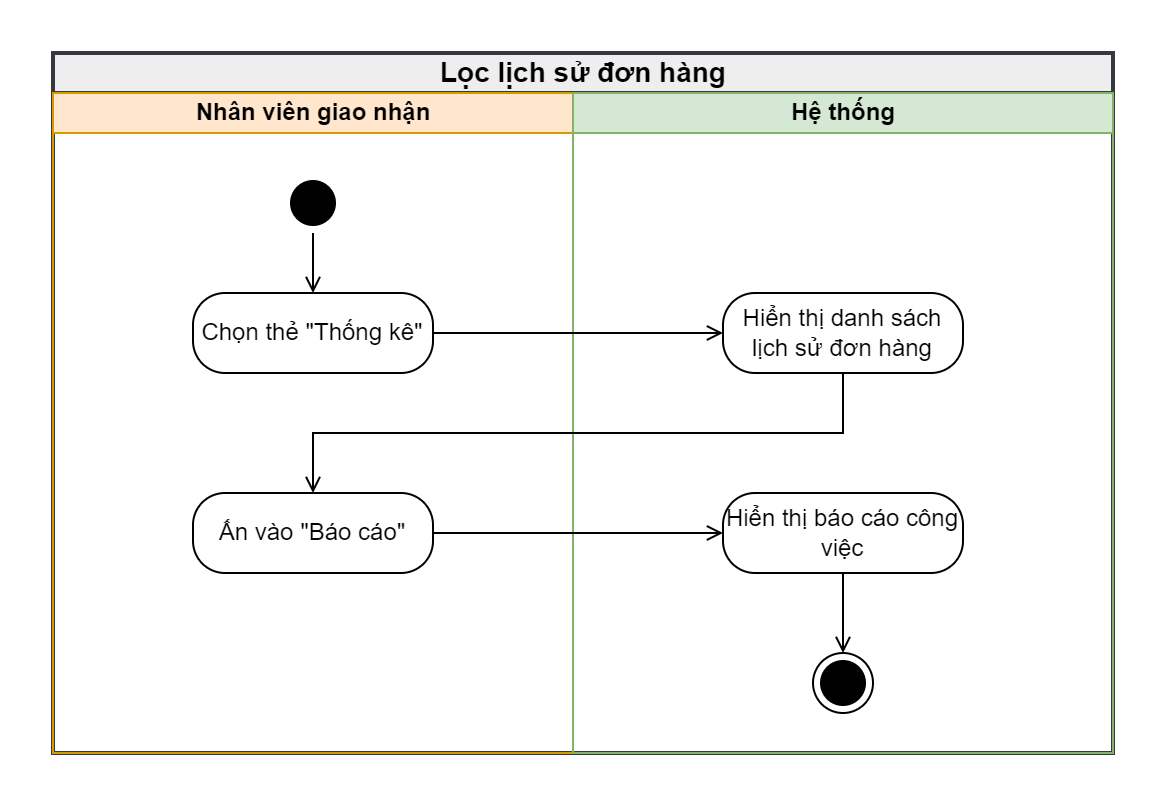 Lọc lịch sử đơn hàng
Nhân viên giao nhận
Hệ thống
Chọn thẻ "Thống kê"
Hiển thị danh sách
lịch sử đơn hàng
Ấn vào "Báo cáo"
Hiển thị báo cáo công
việc